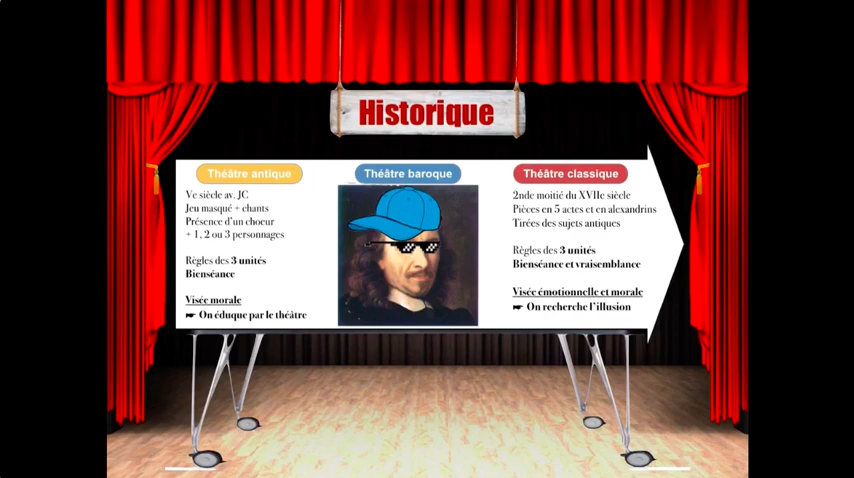 Historique
Théâtre antique
Ve siècle av. JC
Jeu masqué + chants
Présence d'un choeur
+ 1, 2 ou 3 personnages
Règles des 3 unités
Bienséance
Visée morale
☛ On éduque par le théâtre
Théâtre baroque
Théâtre classique
2nde moitié du XVIIe siècle
Pièces en 5 actes et en alexandrins
Tirées des sujets antiques
Règles des 3 unités
Bienséance et vraisemblance
Visée émotionnelle et morale
☛ On recherche l'illusion